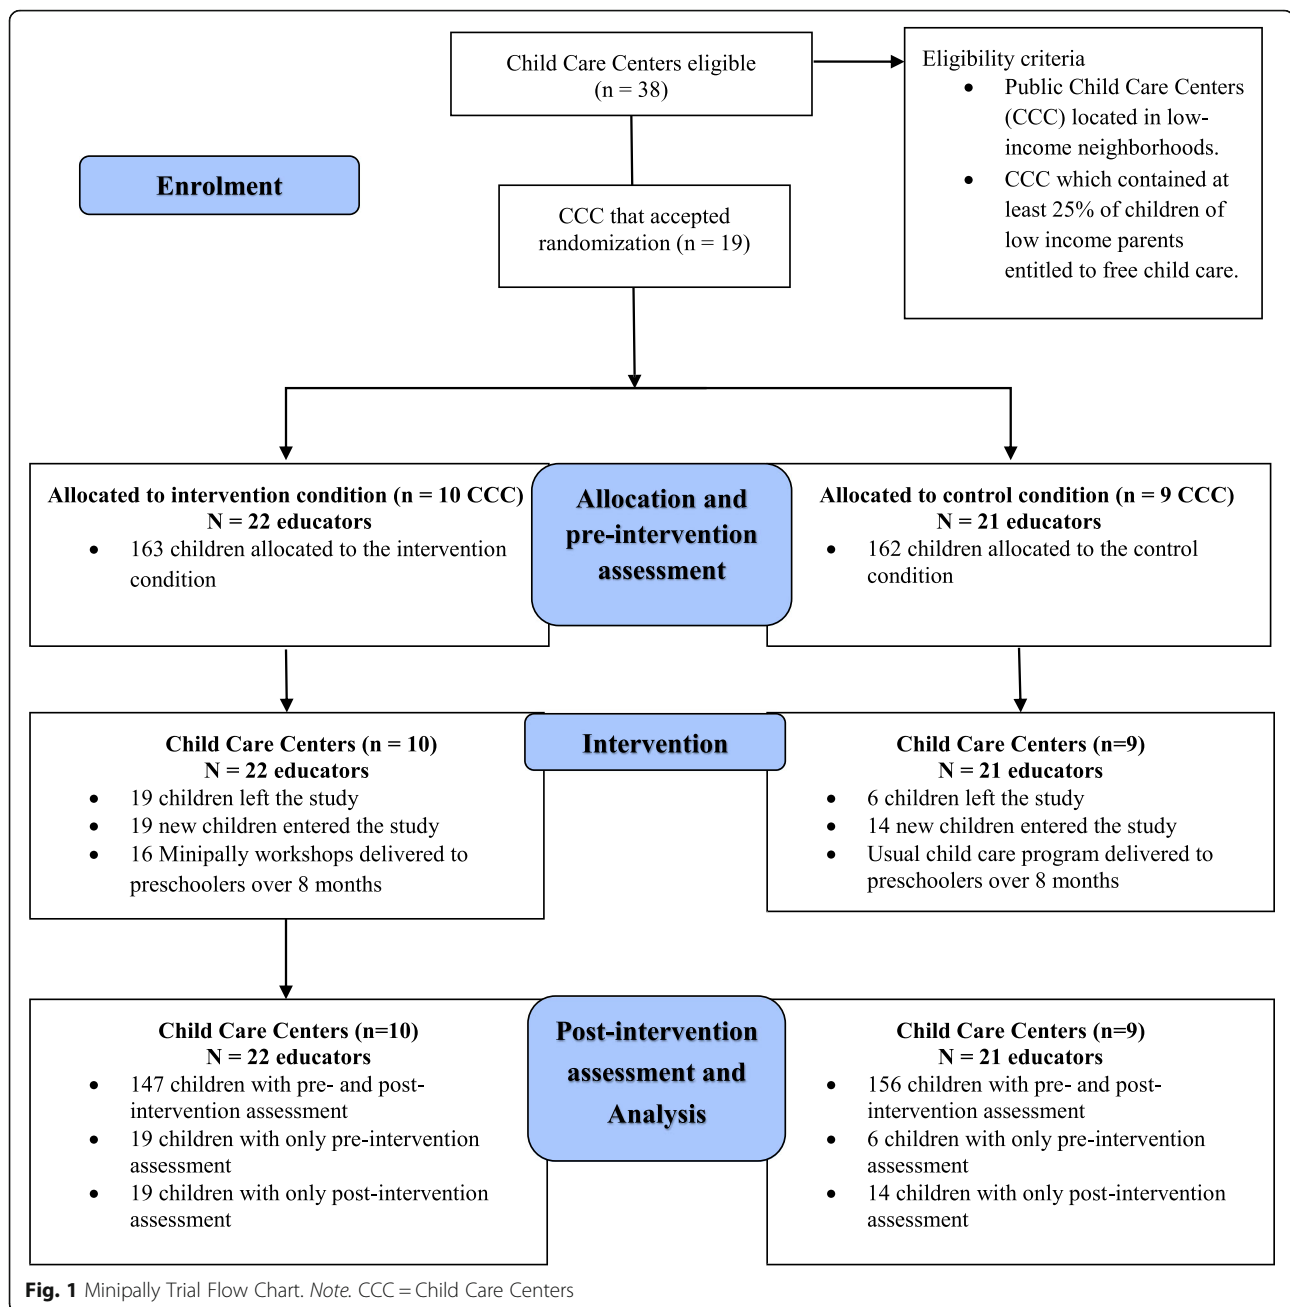 Child Care Centers eligible
(n = 38)
Eligibility criteria
• Public Child Care Centers
(CCC) located in low-
income neighborhoods.
• CCC which contained at
least 25% of children of
low income parents
entitled to free child care.
Enrolment
CCC that accepted
randomization (n = 19)
Allocated to intervention condition (n = 10 CCC)
N = 22 educators
• 163 children allocated to the intervention
condition
Allocation and
pre-intervention
assessment
Allocated to control condition (n = 9 CCC)
N = 21 educators
• 162 children allocated to the control
condition
Child Care Centers (n = 10)
N = 22 educators
• 19 children left the study
• 19 new children entered the study
• 16 Minipally workshops delivered to
preschoolers over 8 months
Intervention
Child Care Centers (n=9)
N = 21 educators
• 6 children left the study
• 14 new children entered the study
• Usual child care program delivered to
preschoolers over 8 months
Child Care Centers (n=10)
N = 22 educators
• 147 children with pre- and post-
intervention assessment
• 19 children with only pre-intervention
assessment
• 19 children with only post-intervention
assessment
Post-intervention
assessment and
Analysis
Child Care Centers (n=9)
N = 21 educators
• 156 children with pre- and post-
intervention assessment
• 6 children with only pre-intervention
assessment
• 14 children with only post-intervention
assessment
Fig. 1 Minipally Trial Flow Chart. Note. CCC = Child Care Centers